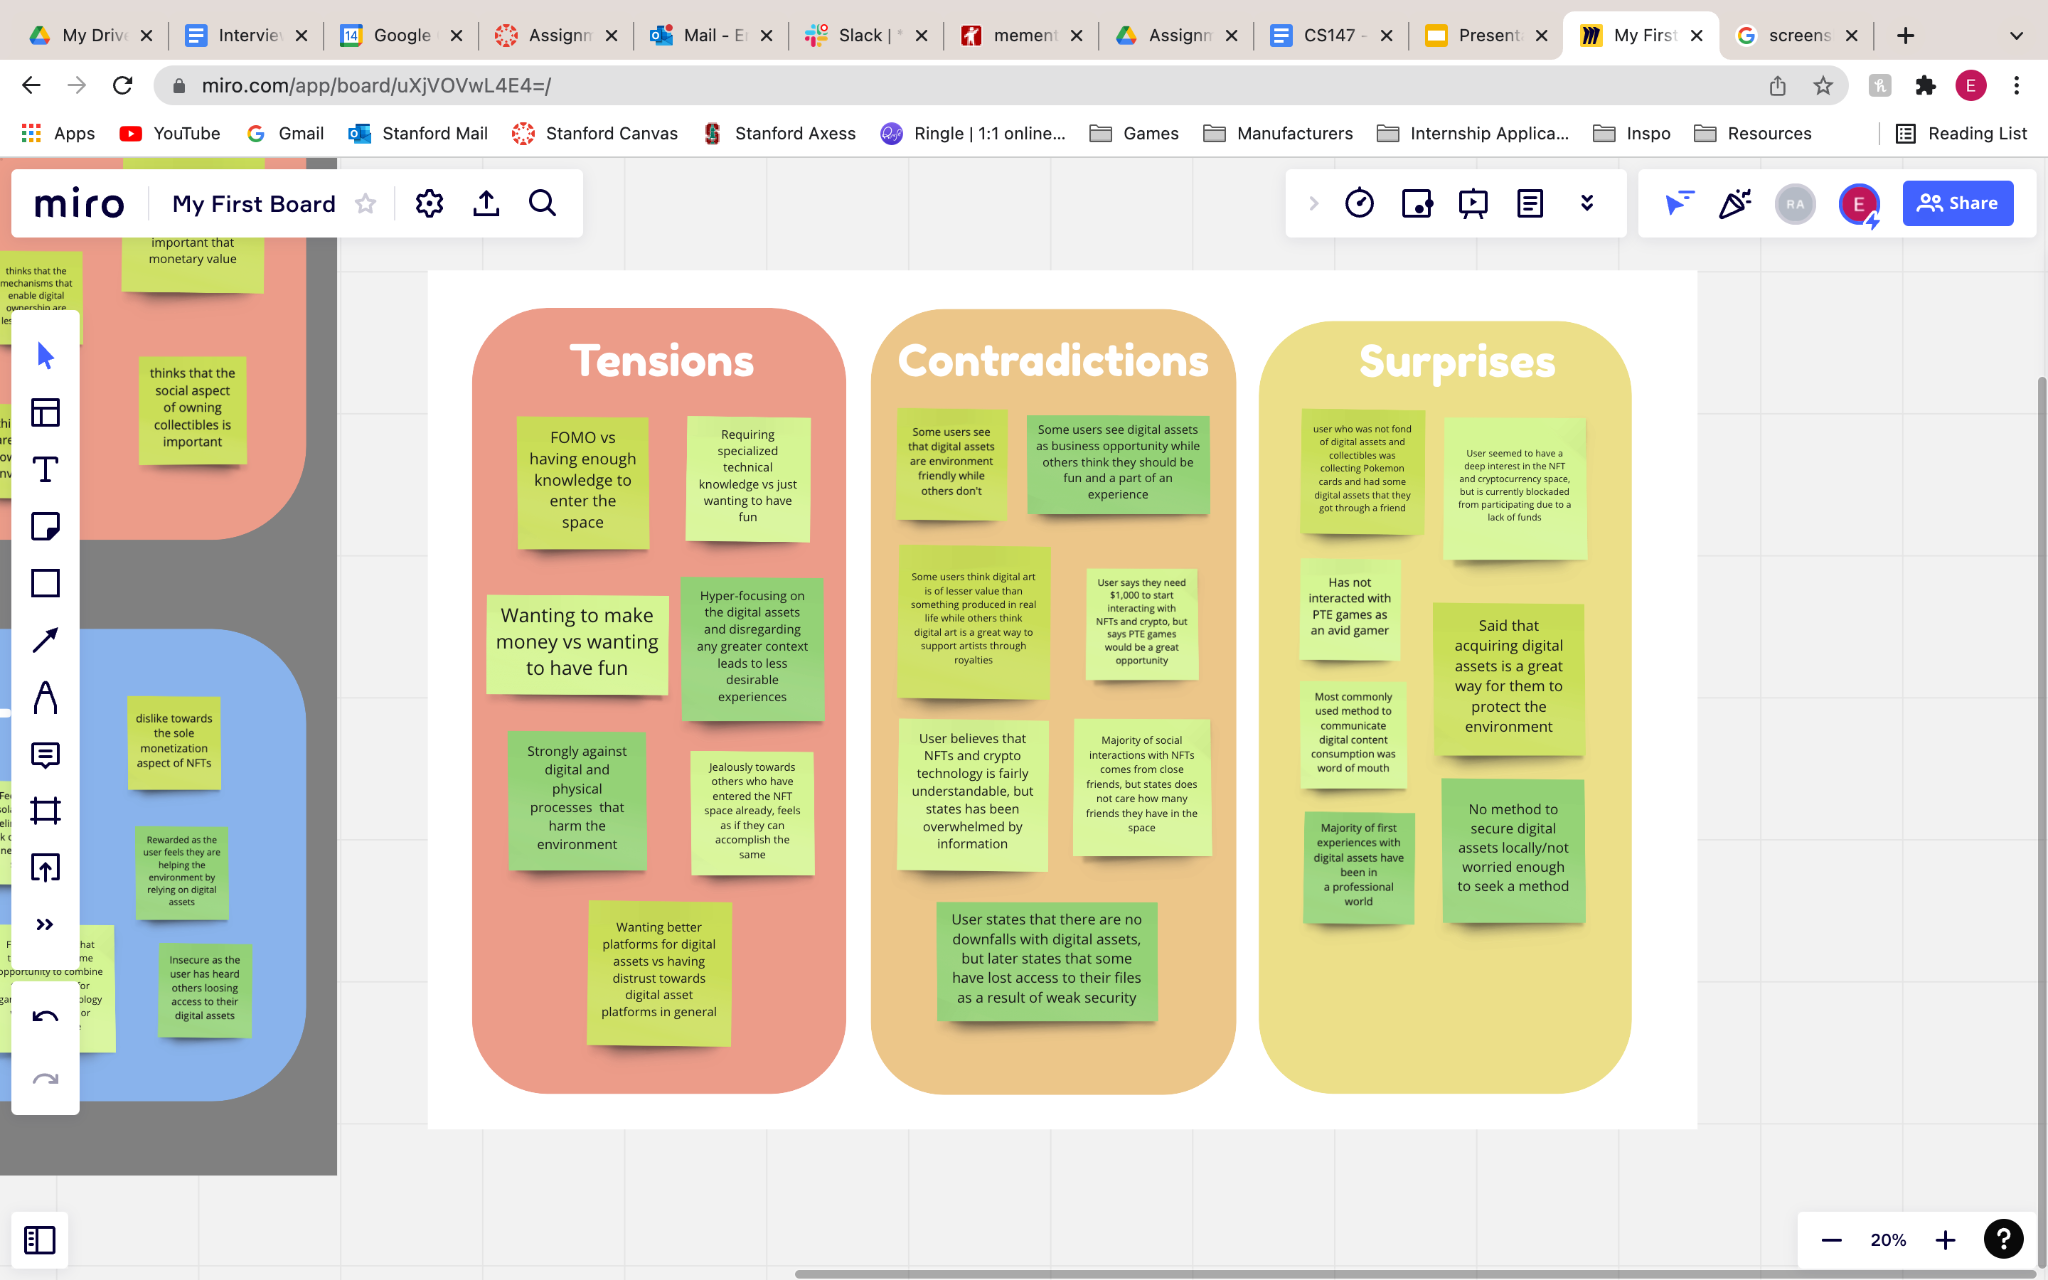 My Driv
Intervie
Google
Assignm
Mail - E
Slack | *
mement
Assignm
CS147 -
Present
My First
screens
miro.com/app/board/uXjVOVwL4E4=/
E
Apps
YouTube
Gmail
Stanford Mail
Stanford Canvas
Stanford Axess
Ringle | 1:1 online...
Games
Manufacturers
Internship Applica...
Inspo
Resources
Reading List
miro
My First Board
RA
E
Share
important that
monetary value
thinks that the
mechanisms that
enable digital
ownership are
les
thinks that the
social aspect
of owning
collectibles is
important
dislike towards
the sole
monetization
aspect of NFTs
Rewarded as the
user feels they are
helping the
environment by
relying on digital
assets
Insecure as the
user has heard
others loosing
access to their
digital assets
hat
me
opportunity to combine
for
ology
or
Tensions
FOMO vs
having enough
knowledge to
enter the
space
Requiring
specialized
technical
knowledge vs just
wanting to have
fun
Wanting to make
money vs wanting
to have fun
Hyper-focusing on
the digital assets
and disregarding
any greater context
leads to less
desirable
experiences
Strongly against
digital and
physical
processes that
harm the
environment
Jealously towards
others who have
entered the NFT
space already, feels
as if they can
accomplish the
same
Wanting better
platforms for digital
assets vs having
distrust towards
digital asset
platforms in general
Contradictions
Some users see
that digital assets
are environment
friendly while
others don't
Some users see digital assets
as business opportunity while
others think they should be
fun and a part of an
experience
Some users think digital art
is of lesser value than
something produced in real
life while others think
digital art is a great way to
support artists through
royalties
User says they need
$1,000 to start
interacting with
NFTs and crypto, but
says PTE games
would be a great
opportunity
User believes that
NFTs and crypto
technology is fairly
understandable, but
states has been
overwhelmed by
information
Majority of social
interactions with NFTs
comes from close
friends, but states does
not care how many
friends they have in the
space
User states that there are no
downfalls with digital assets,
but later states that some
have lost access to their files
as a result of weak security
Surprises
user who was not fond
of digital assets and
collectibles was
collecting Pokemon
cards and had some
digital assets that they
got through a friend
User seemed to have a
deep interest in the NFT
and cryptocurrency space,
but is currently blockaded
from participating due to a
lack of funds
Has not
interacted with
PTE games as
an avid gamer
Said that
acquiring digital
assets is a great
way for them to
protect the
environment
Most commonly
used method to
communicate
digital content
consumption was
word of mouth
Majority of first
experiences with
digital assets have
been in
a professional
world
No method to
secure digital
assets locally/not
worried enough
to seek a method
20%
?